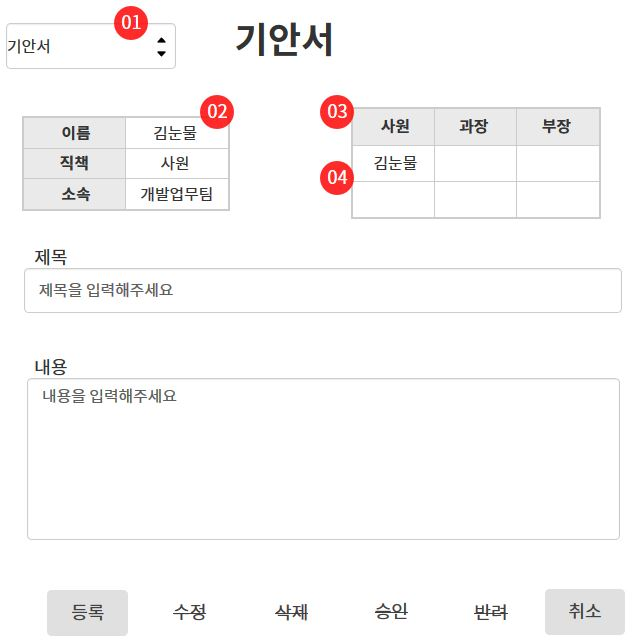 01
기안서
기안서
02
이름 김눈물
직책 사원
소속 개발업무팀
03
사원 과장 부장
04
김눈물
제목
제목을 입력해주세요
내용
내용을 입력해주세요
등록 수정 삭제 승인 반려 취소